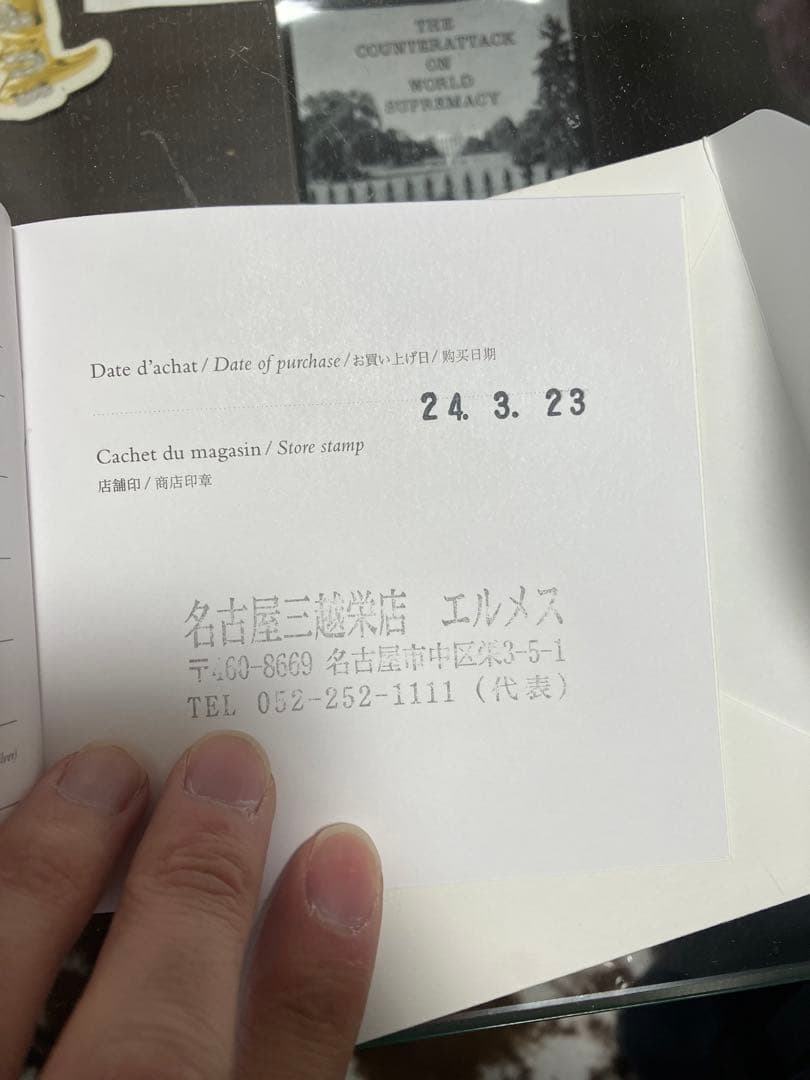 THE
COUNTERATTACK
ON
WORLD
SUPREMACY
Date d'achat / Date of purchase / お買い上げ日 / 购买日期
24. 3. 23
Cachet du magasin / Store stamp
店舗印 / 商店印章
名古屋三越栄店 エルメス
〒460-8669 名古屋市中区栄3-5-1
TEL 052-252-1111 (代表)